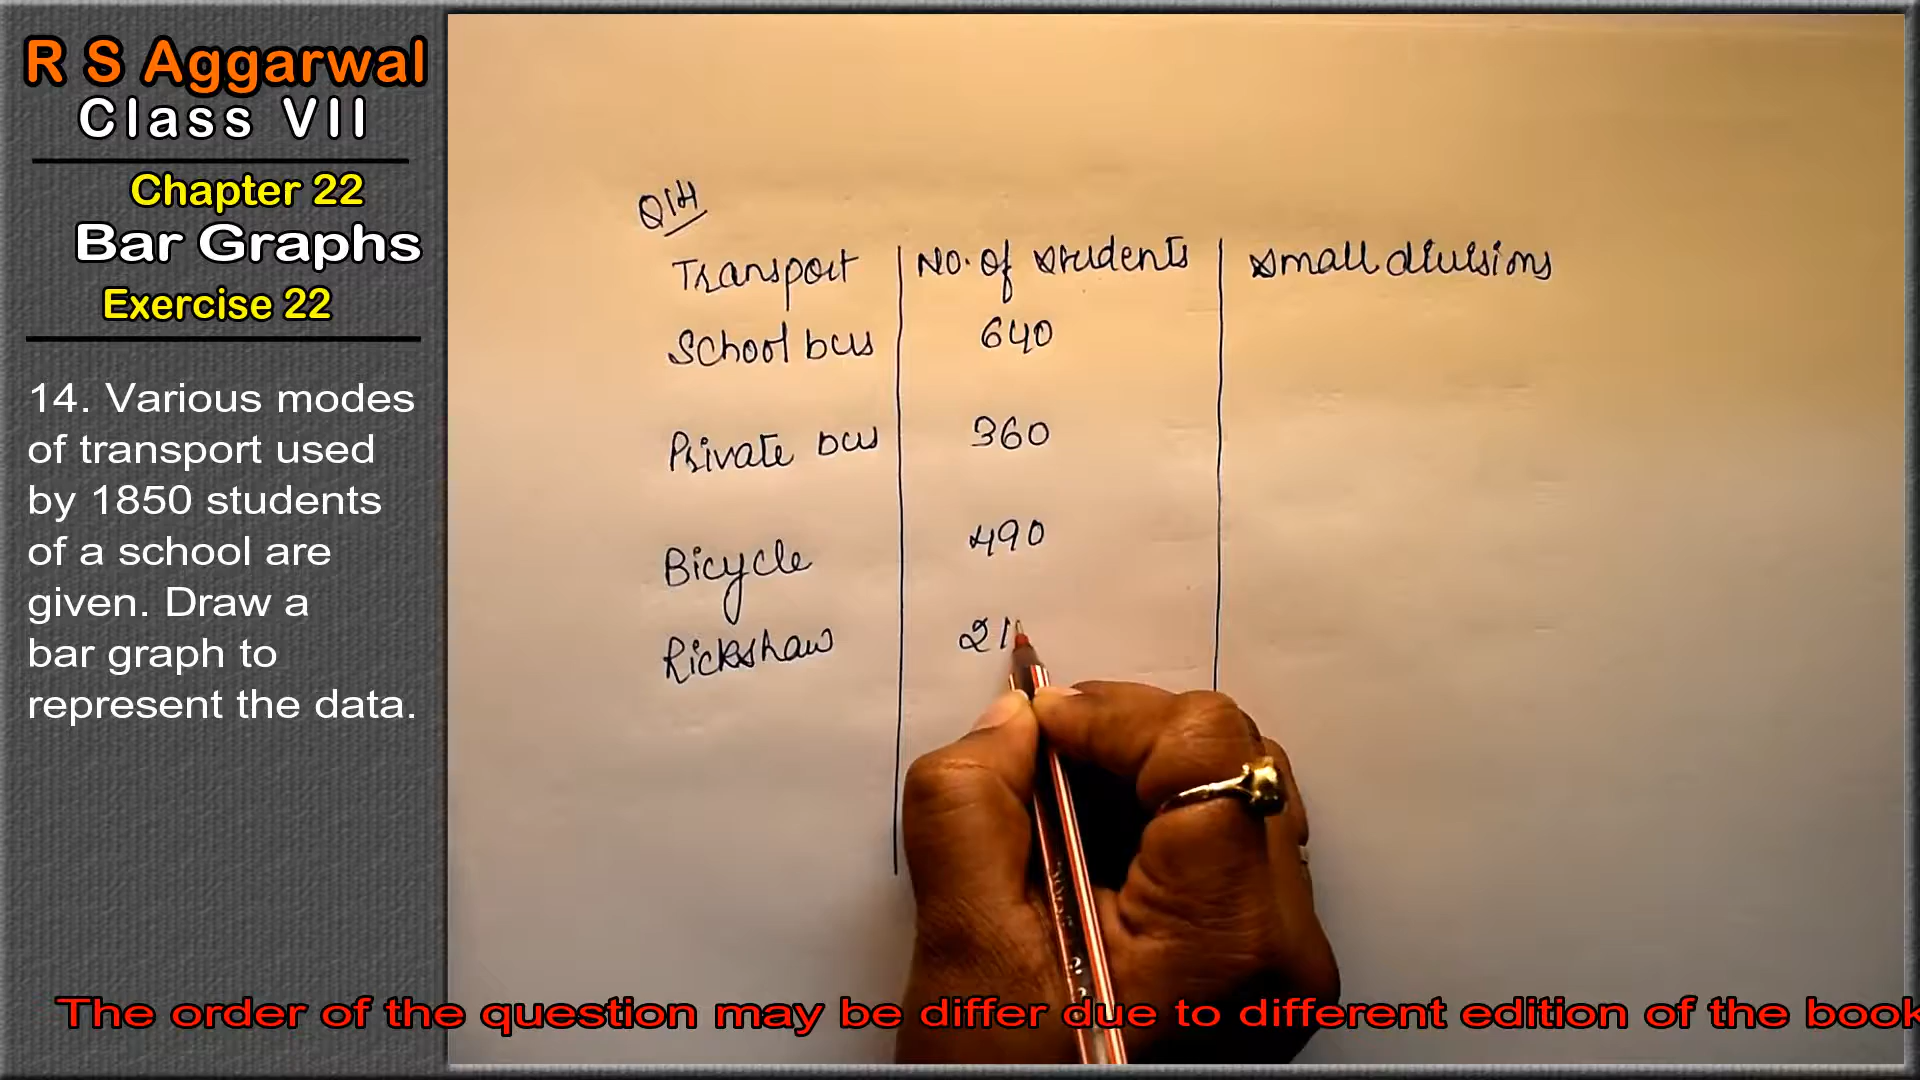 R S Aggarwal
Class VII
Chapter 22
Bar Graphs
Exercise 22
14. Various modes
of transport used
by 1850 students
of a school are
given. Draw a
bar graph to
represent the data.
Q14
Transport No. of students small divisions
School bus 640
Private bus 360
Bicycle 490
Rickshaw 21
The order of the question may be differ due to different edition of the book